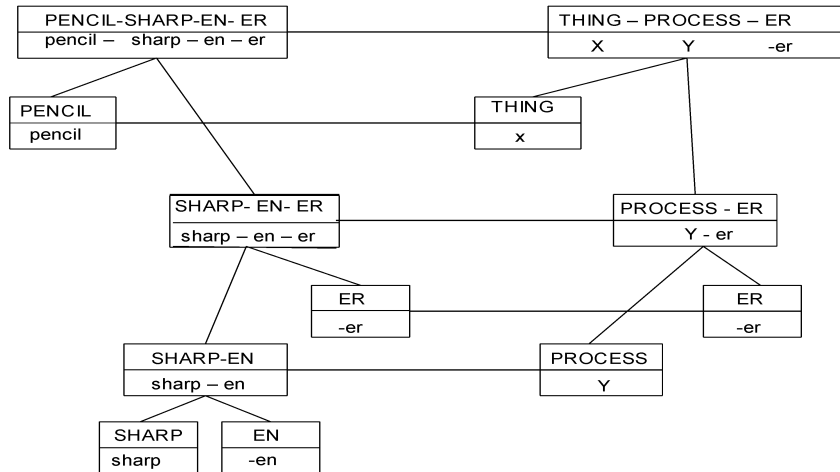 PENCIL-SHARP-EN- ER
pencil – sharp – en – er
THING – PROCESS – ER
X Y -er
PENCIL
pencil
THING
x
SHARP- EN- ER
sharp – en – er
PROCESS - ER
Y - er
ER
-er
ER
-er
SHARP-EN
sharp – en
PROCESS
Y
SHARP
sharp
EN
-en